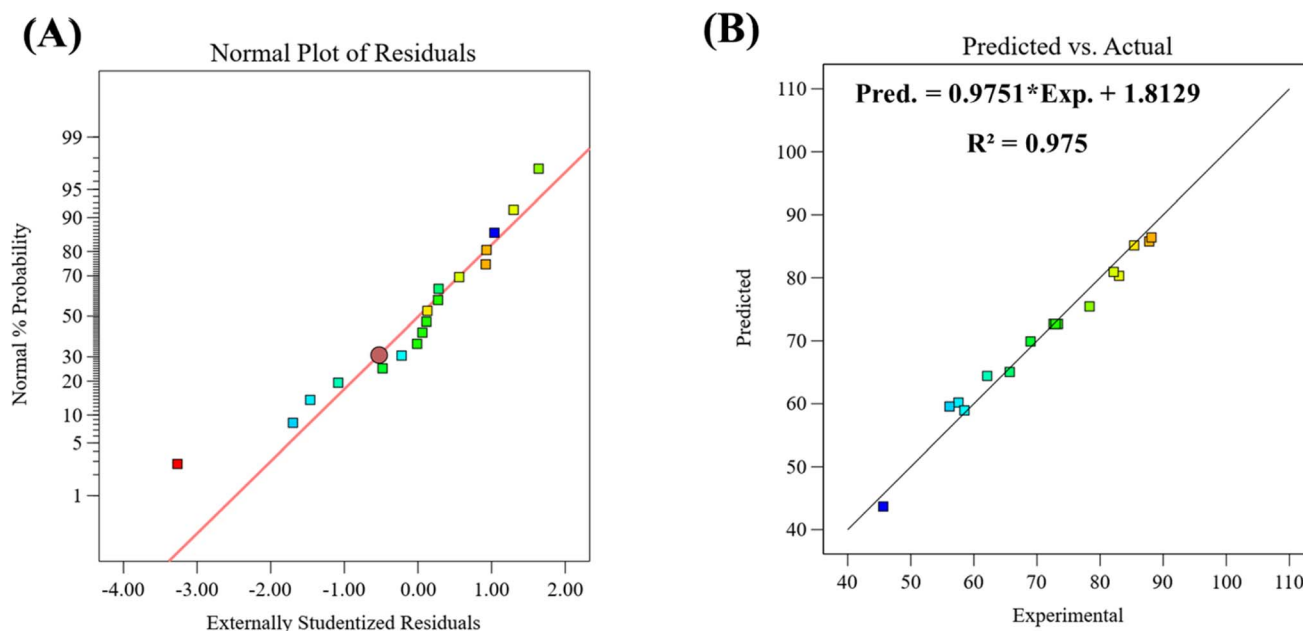 (A)
Normal Plot of Residuals
Normal % Probability
99
95
90
80
70
50
30
20
10
5
1
-4.00 -3.00 -2.00 -1.00 0.00 1.00 2.00
Externally Studentized Residuals
(B)
Predicted vs. Actual
Pred. = 0.9751*Exp. + 1.8129
R² = 0.975
Predicted
110
100
90
80
70
60
50
40
40 50 60 70 80 90 100 110
Experimental